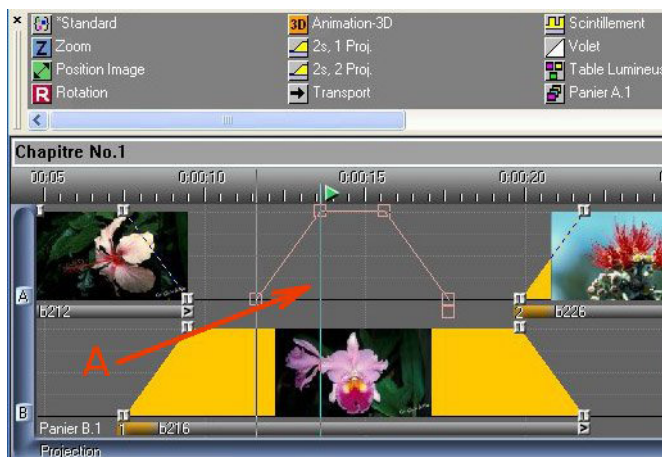 *Standard
Animation-3D
Scintillement
Z Zoom
2s, 1 Proj.
Volet
Position Image
2s, 2 Proj.
Table Lumineus
R Rotation
Transport
Panier A.1
Chapitre No.1
0:00:10
0:00:15
0:00:20
A
b212
2
b226
A
B
Panier B.1
1
b216
Projection